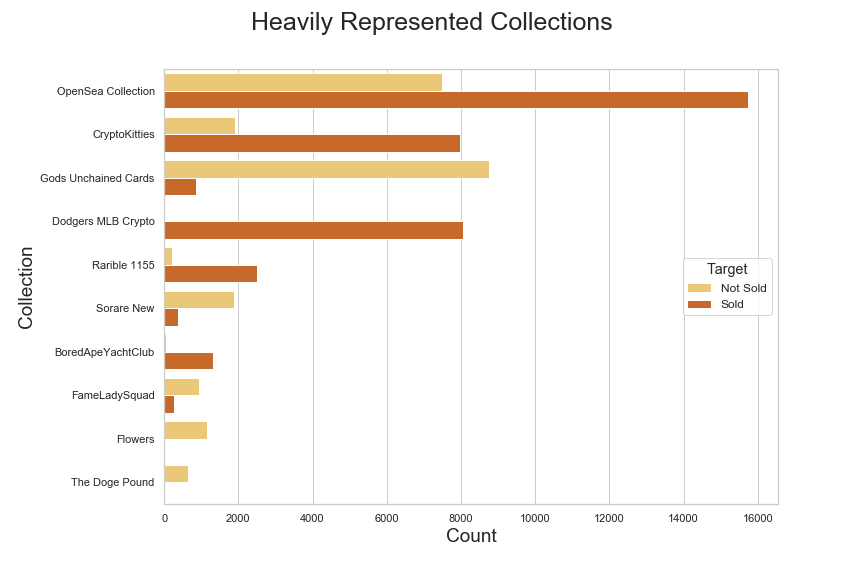 Heavily Represented Collections
OpenSea Collection
CryptoKitties
Gods Unchained Cards
Dodgers MLB Crypto
Rarible 1155
Sorare New
BoredApeYachtClub
FameLadySquad
Flowers
The Doge Pound
Collection
Target
Not Sold
Sold
0 2000 4000 6000 8000 10000 12000 14000 16000
Count